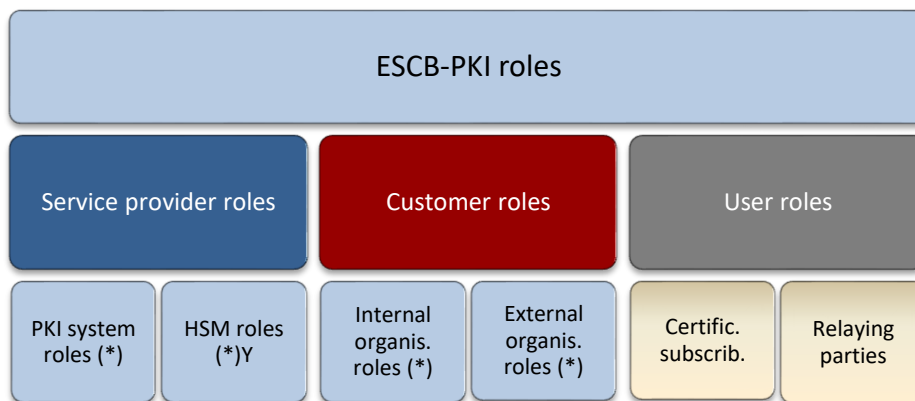 ESCB-PKI roles
Service provider roles
Customer roles
User roles
PKI system
roles (*)
HSM roles
(*)Y
Internal
organis.
roles (*)
External
organis.
roles (*)
Certific.
subscrib.
Relaying
parties